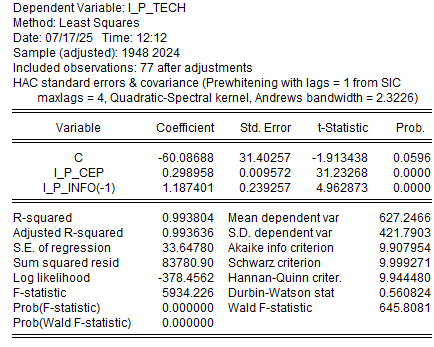 Dependent Variable: I_P_TECH
Method: Least Squares
Date: 07/17/25 Time: 12:12
Sample (adjusted): 1948 2024
Included observations: 77 after adjustments
HAC standard errors & covariance (Prewhitening with lags = 1 from SIC
maxlags = 4, Quadratic-Spectral kernel, Andrews bandwidth = 2.3226)
Variable Coefficient Std. Error t-Statistic Prob.
C -60.08688 31.40257 -1.913438 0.0596
I_P_CEP 0.298958 0.009572 31.23268 0.0000
I_P_INFO(-1) 1.187401 0.239257 4.962873 0.0000
R-squared 0.993804 Mean dependent var 627.2466
Adjusted R-squared 0.993636 S.D. dependent var 421.7903
S.E. of regression 33.64780 Akaike info criterion 9.907954
Sum squared resid 83780.90 Schwarz criterion 9.999271
Log likelihood -378.4562 Hannan-Quinn criter. 9.944480
F-statistic 5934.226 Durbin-Watson stat 0.560824
Prob(F-statistic) 0.000000 Wald F-statistic 645.8081
Prob(Wald F-statistic) 0.000000